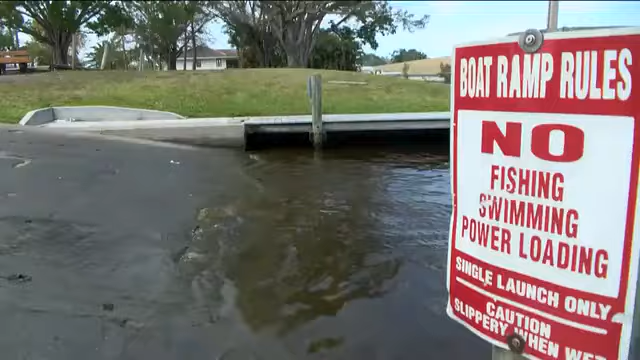 BOAT RAMP RULES
NO
FISHING
SWIMMING
POWER LOADING
SINGLE LAUNCH ONLY
CAUTION
SLIPPERY WHEN WET